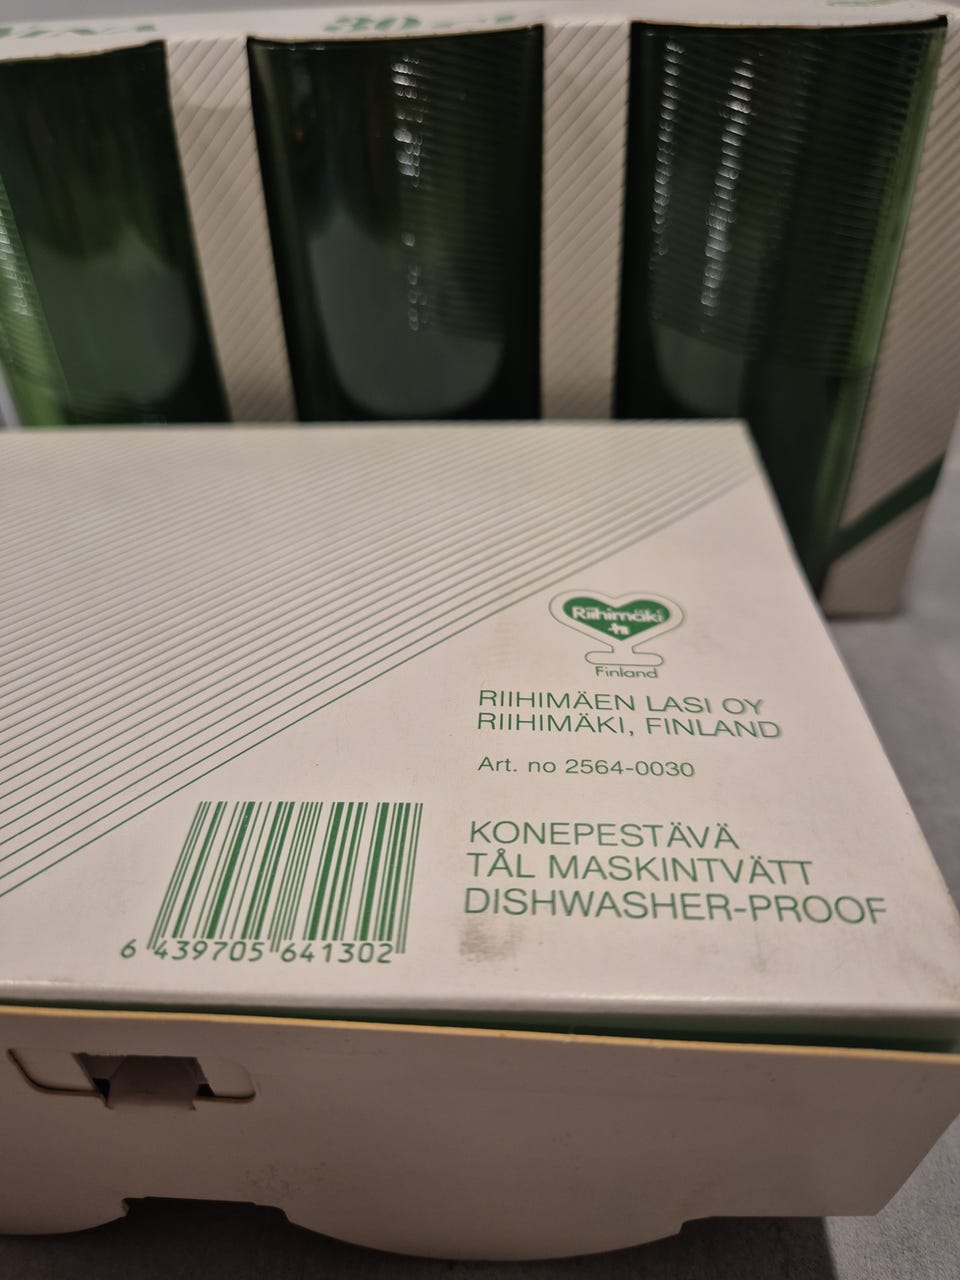 Riihimäki
Finland
RIIHIMÄEN LASI OY
RIIHIMÄKI, FINLAND
Art. no 2564-0030
KONEPESTÄVÄ
TÅL MASKINTVÄTT
DISHWASHER-PROOF
6 439705 641302